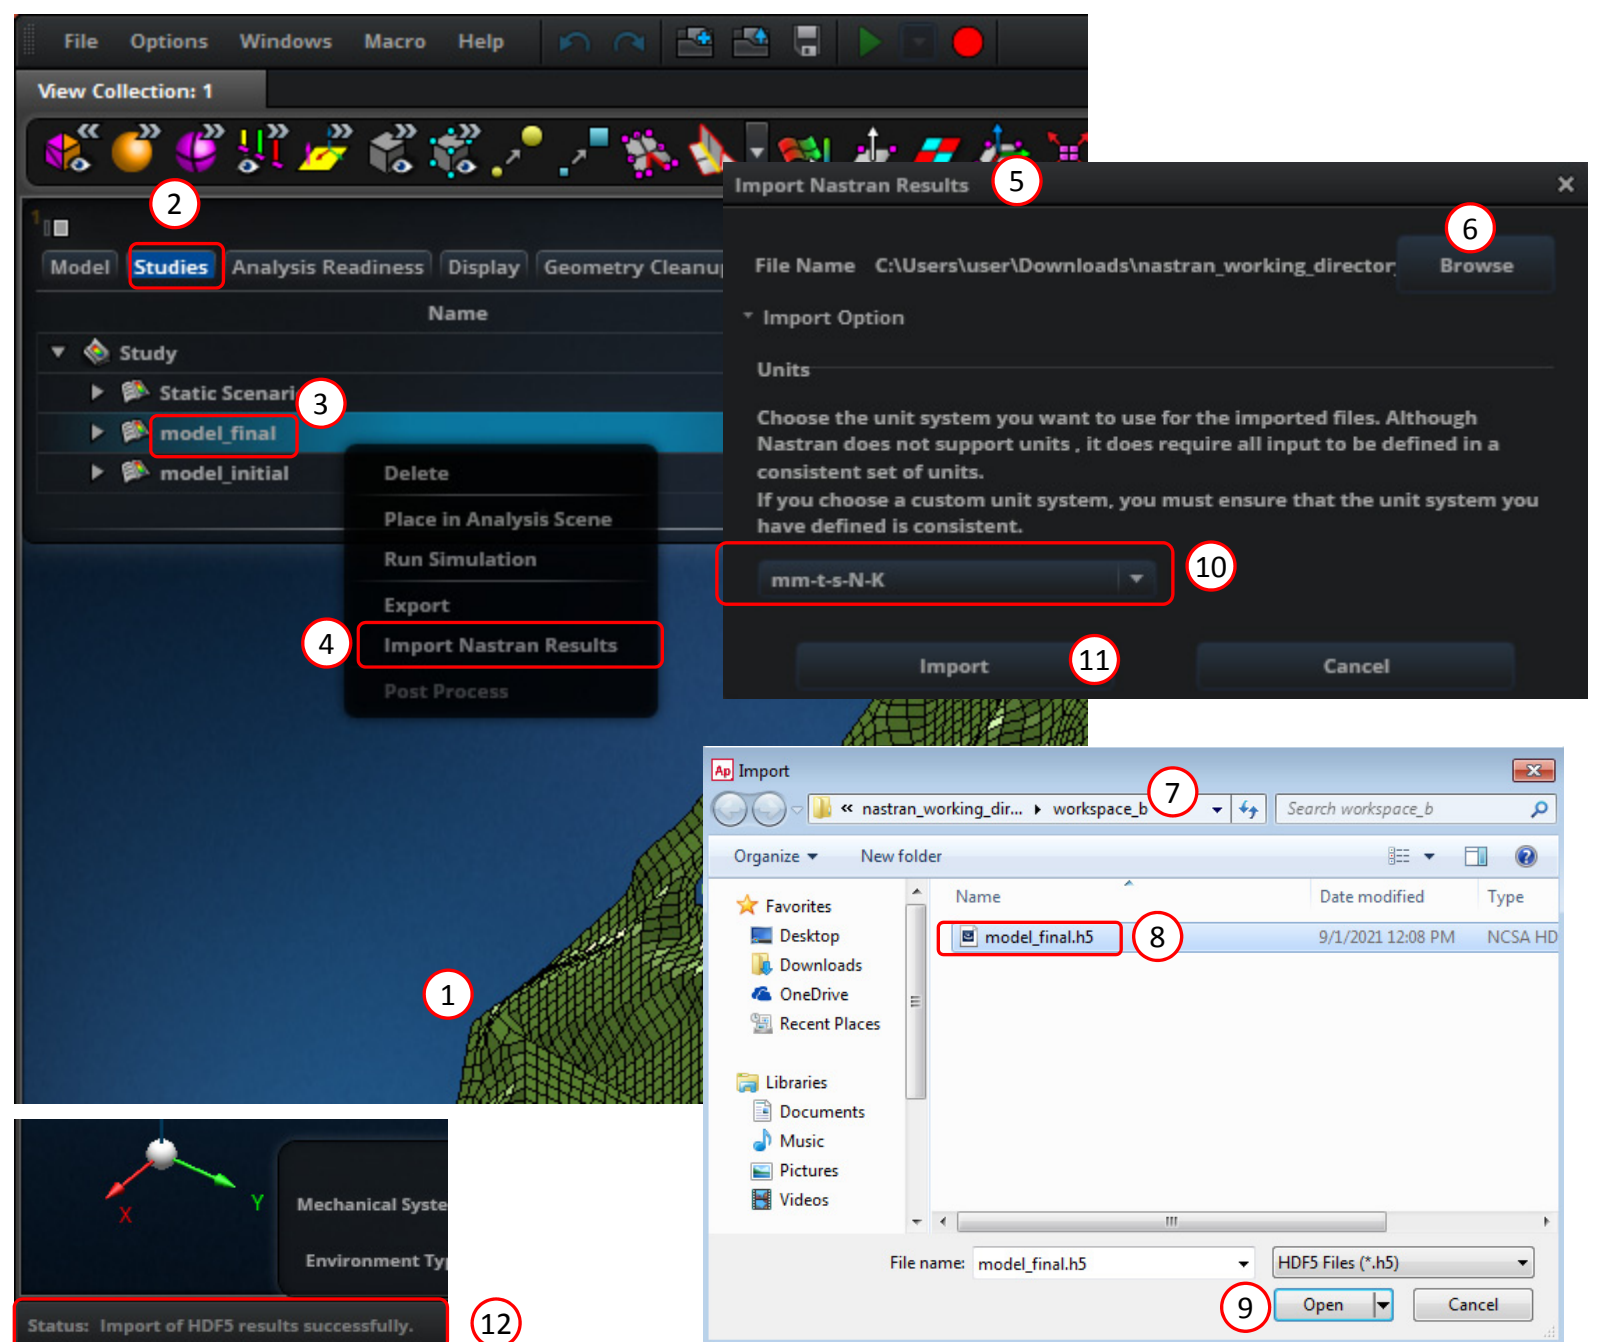 File Options Windows Macro Help
View Collection: 1
2
1
Model Studies Analysis Readiness Display Geometry Cleanup
Name
Study
Static Scenari
3
model_final
model_initial
Delete
Place in Analysis Scene
Run Simulation
Export
4
Import Nastran Results
Post Process
1
Import Nastran Results
5
6
File Name C:\Users\user\Downloads\nastran_working_director
Browse
Import Option
Units
Choose the unit system you want to use for the imported files. Although
Nastran does not support units , it does require all input to be defined in a
consistent set of units.
If you choose a custom unit system, you must ensure that the unit system you
have defined is consistent.
mm-t-s-N-K
10
Import
11
Cancel
Ap Import
7
« nastran_working_dir... workspace_b
Search workspace_b
Organize New folder
Name Date modified Type
Favorites
Desktop
Downloads
OneDrive
Recent Places
Libraries
Documents
Music
Pictures
Videos
model_final.h5 8 9/1/2021 12:08 PM NCSA HD
File name: model_final.h5 HDF5 Files (*.h5)
9
Open Cancel
X Y
Mechanical Syste
Environment Ty
Status: Import of HDF5 results successfully.
12